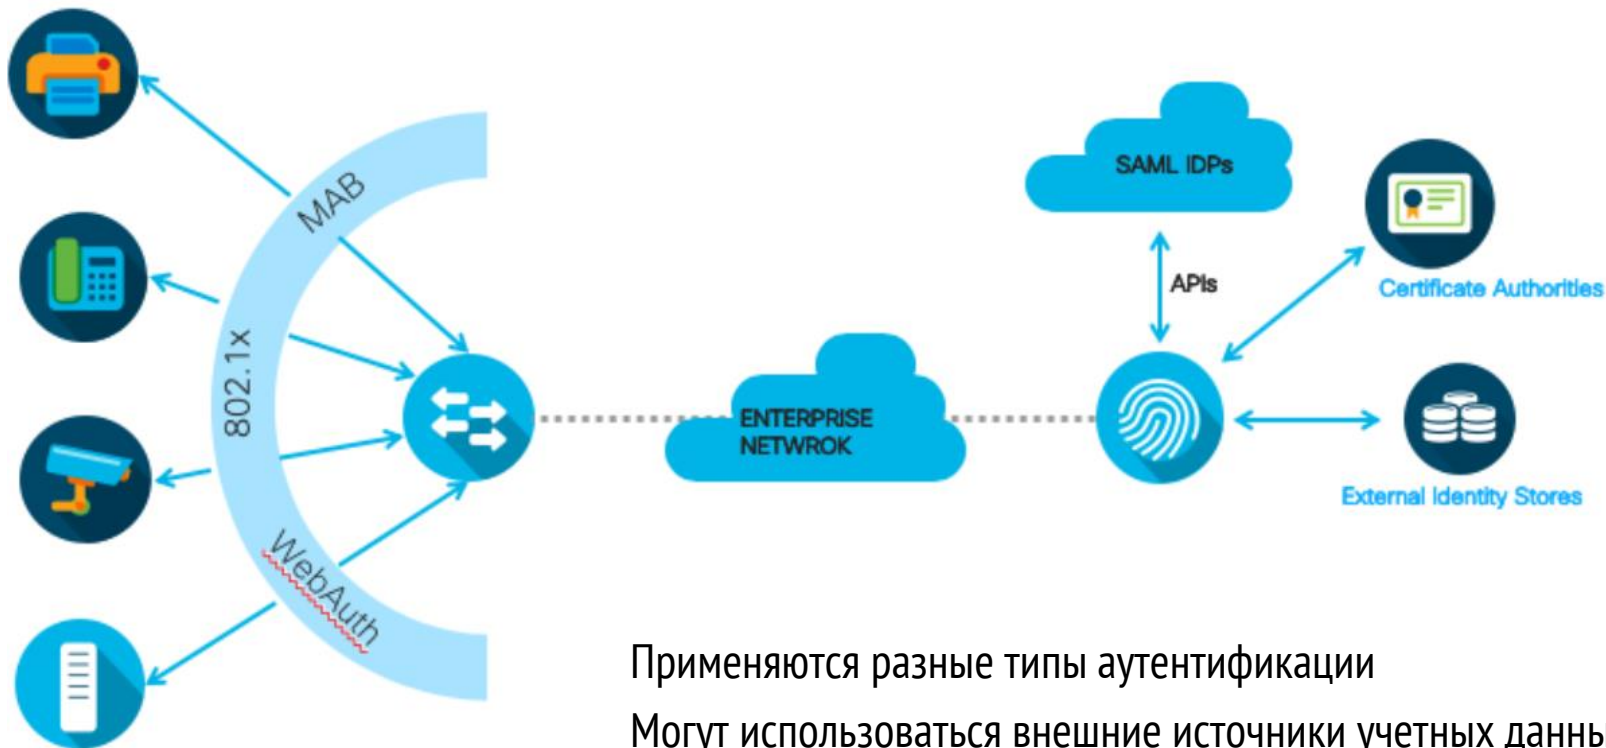 MAB
802.1x
WebAuth
ENTERPRISE
NETWROK
SAML IDPs
APIs
Certificate Authorities
External Identity Stores
Применяются разные типы аутентификации
Могут использоваться внешние источники учетных